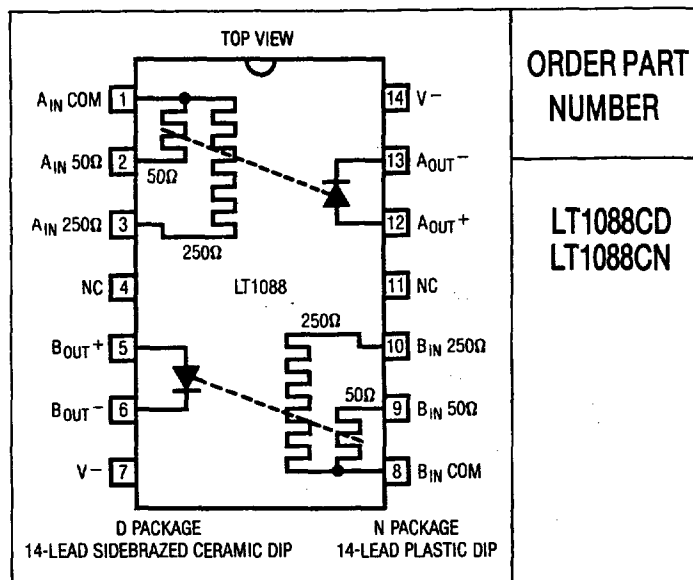 TOP VIEW
ORDER PART
NUMBER
A_IN COM 1
14 V−
A_IN 50Ω 2
50Ω
13 A_OUT−
A_IN 250Ω 3
250Ω
12 A_OUT+
NC 4
LT1088
11 NC
250Ω
B_OUT+ 5
10 B_IN 250Ω
50Ω
B_OUT− 6
9 B_IN 50Ω
V− 7
8 B_IN COM
D PACKAGE
14-LEAD SIDEBRAZED CERAMIC DIP
N PACKAGE
14-LEAD PLASTIC DIP
LT1088CD
LT1088CN